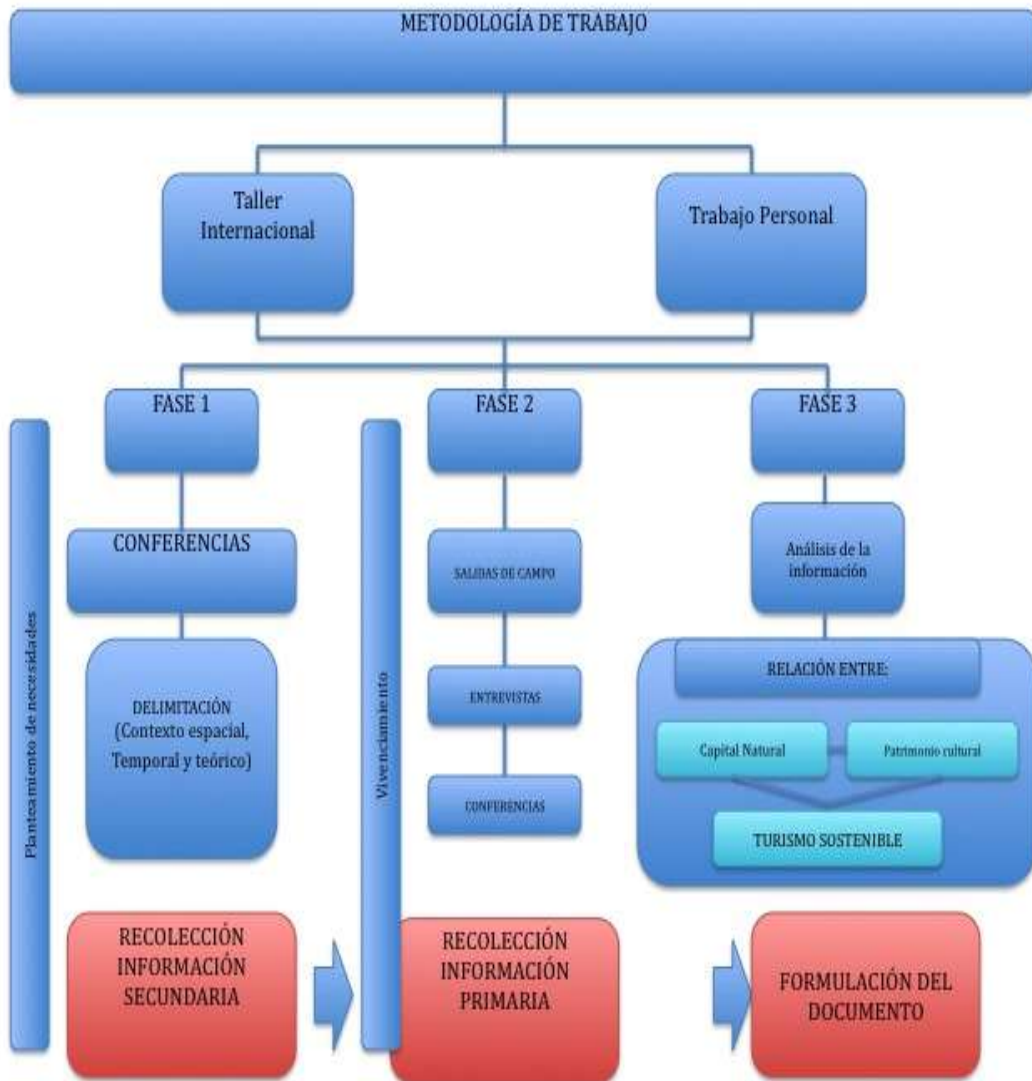 METODOLOGÍA DE TRABAJO
Taller
Internacional
Trabajo Personal
FASE 1
FASE 2
FASE 3
Planteamiento de necesidades
CONFERENCIAS
DELIMITACIÓN
(Contexto espacial,
Temporal y teórico)
Vivenciamiento
SALIDAS DE CAMPO
ENTREVISTAS
CONFERENCIAS
Análisis de la
información
RELACIÓN ENTRE:
Capital Natural
Patrimonio cultural
TURISMO SOSTENIBLE
RECOLECCIÓN
INFORMACIÓN
SECUNDARIA
RECOLECCIÓN
INFORMACIÓN
PRIMARIA
FORMULACIÓN DEL
DOCUMENTO